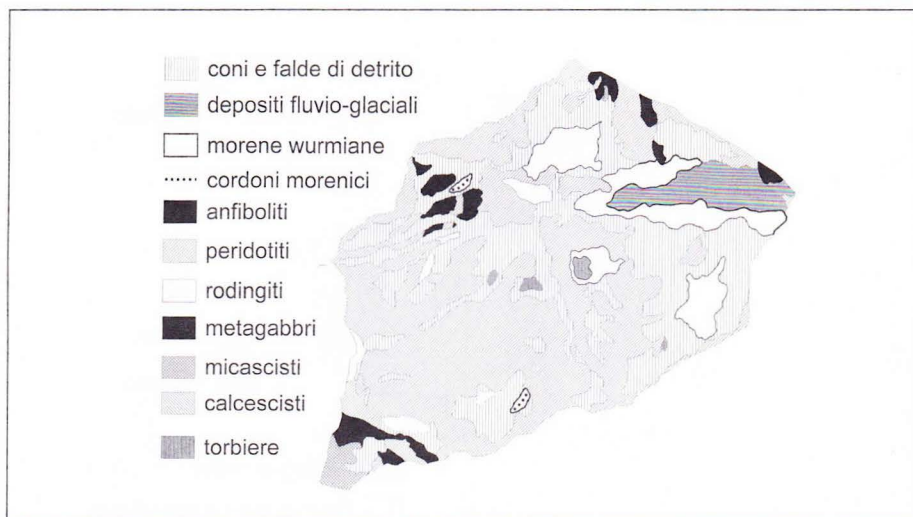 coni e falde di detrito
depositi fluvio-glaciali
morene wurmiane
cordoni morenici
anfiboliti
peridotiti
rodingiti
metagabbri
micascisti
calcescisti
torbiere